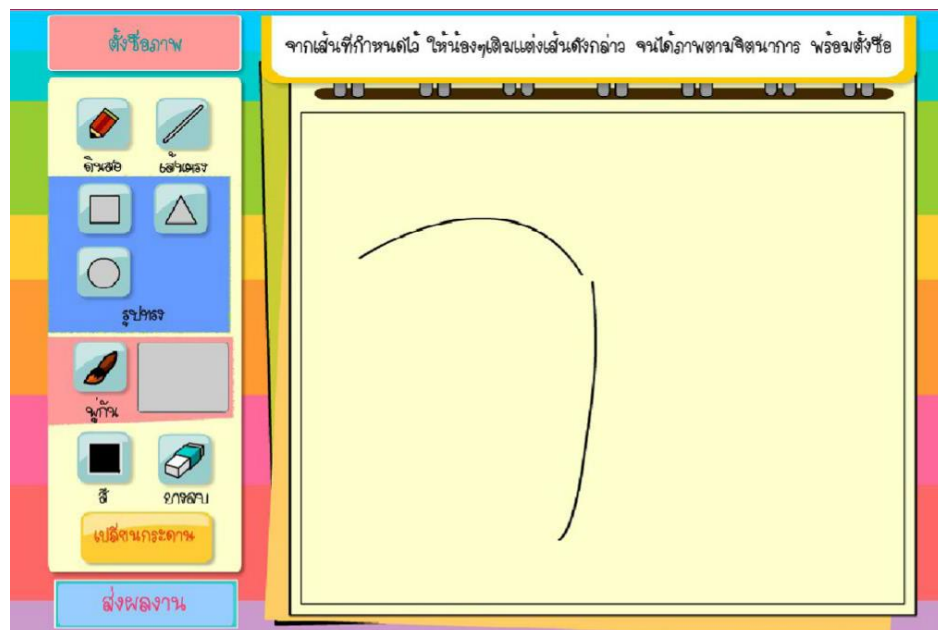 ตั้งชื่อภาพ
จากเส้นที่กำหนดไว้ ให้น้องๆเติมแต่งเส้นดังกล่าว จนได้ภาพตามจิตนาการ พร้อมตั้งชื่อ
ดินสอ
เส้นตรง
รูปทรง
พู่กัน
สี
ยางลบ
เปลี่ยนกระดาน
ส่งผลงาน